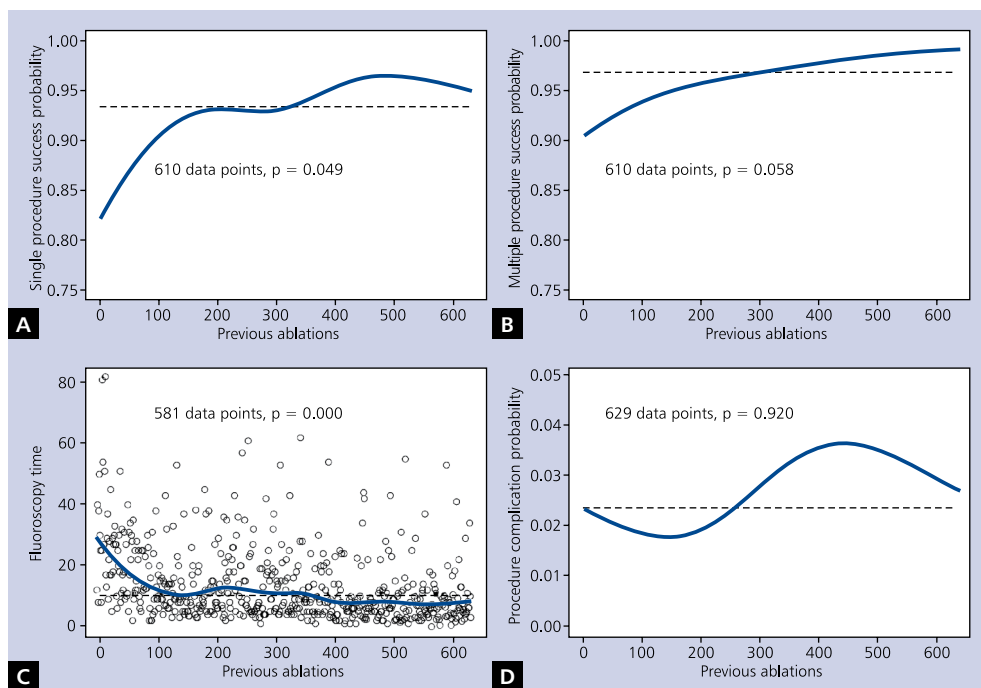 1.00
0.95
0.90
0.85
0.80
0.75
Single procedure success probability
610 data points, p = 0.049
0 100 200 300 400 500 600
Previous ablations
A
1.00
0.95
0.90
0.85
0.80
0.75
Multiple procedure success probability
610 data points, p = 0.058
0 100 200 300 400 500 600
Previous ablations
B
80
60
40
20
0
Fluoroscopy time
581 data points, p = 0.000
0 100 200 300 400 500 600
Previous ablations
C
0.05
0.04
0.03
0.02
0.01
0.00
Procedure complication probability
629 data points, p = 0.920
0 100 200 300 400 500 600
Previous ablations
D